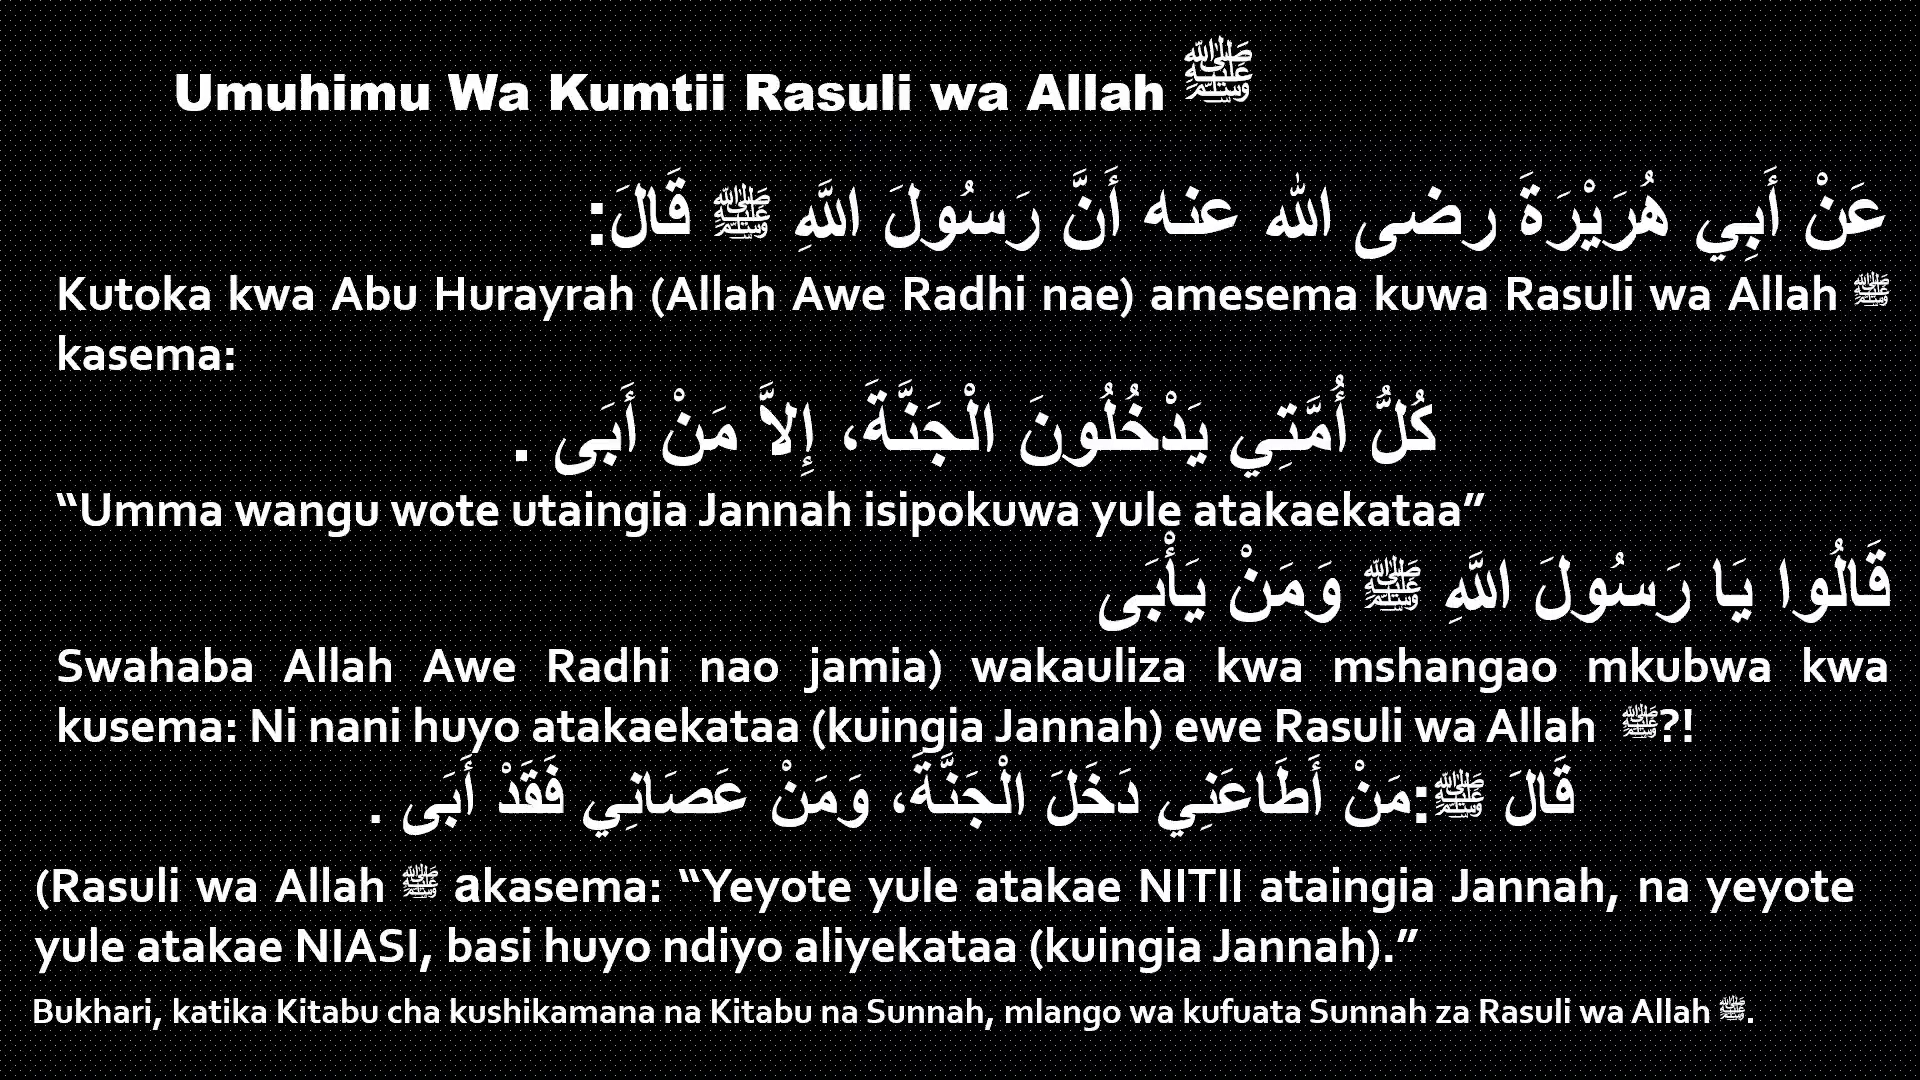 Umuhimu Wa Kumtii Rasuli wa Allah ﷺ
عَنْ أَبِي هُرَيْرَةَ رضى الله عنه أَنَّ رَسُولَ اللَّهِ ﷺ قَالَ:
Kutoka kwa Abu Hurayrah (Allah Awe Radhi nae) amesema kuwa Rasuli wa Allah ﷺ
kasema:
كُلُّ أُمَّتِي يَدْخُلُونَ الْجَنَّةَ، إِلاَّ مَنْ أَبَى .
“Umma wangu wote utaingia Jannah isipokuwa yule atakaekataa”
قَالُوا يَا رَسُولَ اللَّهِ ﷺ وَمَنْ يَأْبَى
Swahaba Allah Awe Radhi nao jamia) wakauliza kwa mshangao mkubwa kwa
kusema: Ni nani huyo atakaekataa (kuingia Jannah) ewe Rasuli wa Allah ﷺ?!
قَالَ ﷺ:مَنْ أَطَاعَنِي دَخَلَ الْجَنَّةَ، وَمَنْ عَصَانِي فَقَدْ أَبَى .
(Rasuli wa Allah ﷺ akasema: “Yeyote yule atakae NITII ataingia Jannah, na yeyote
yule atakae NIASI, basi huyo ndiyo aliyekataa (kuingia Jannah).”
Bukhari, katika Kitabu cha kushikamana na Kitabu na Sunnah, mlango wa kufuata Sunnah za Rasuli wa Allah ﷺ.